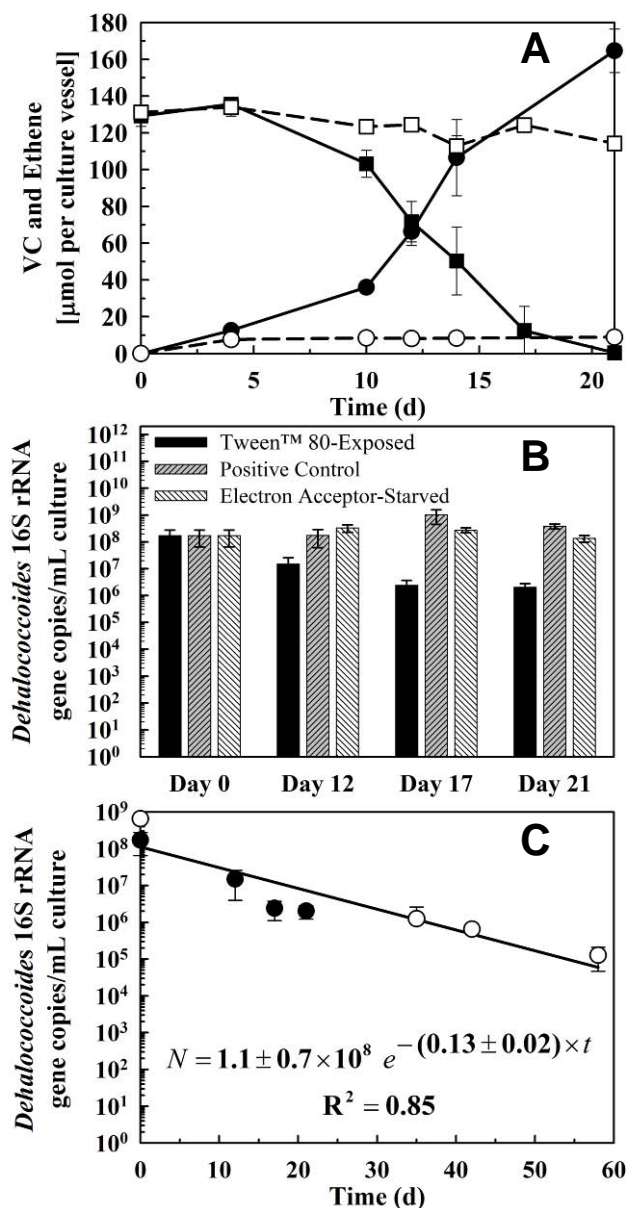 A
180
160
140
120
100
80
60
40
20
0
VC and Ethene
[µmol per culture vessel]
0 5 10 15 20
Time (d)
B
10¹²
10¹¹
10¹⁰
10⁹
10⁸
10⁷
10⁶
10⁵
10⁴
10³
10²
10¹
10⁰
Dehalococcoides 16S rRNA
gene copies/mL culture
Tween™ 80-Exposed
Positive Control
Electron Acceptor-Starved
Day 0 Day 12 Day 17 Day 21
C
10⁹
10⁸
10⁷
10⁶
10⁵
10⁴
10³
10²
10¹
10⁰
Dehalococcoides 16S rRNA
gene copies/mL culture
N = 1.1 ± 0.7 × 10⁸ e^−(0.13 ± 0.02) × t
R² = 0.85
0 10 20 30 40 50 60
Time (d)